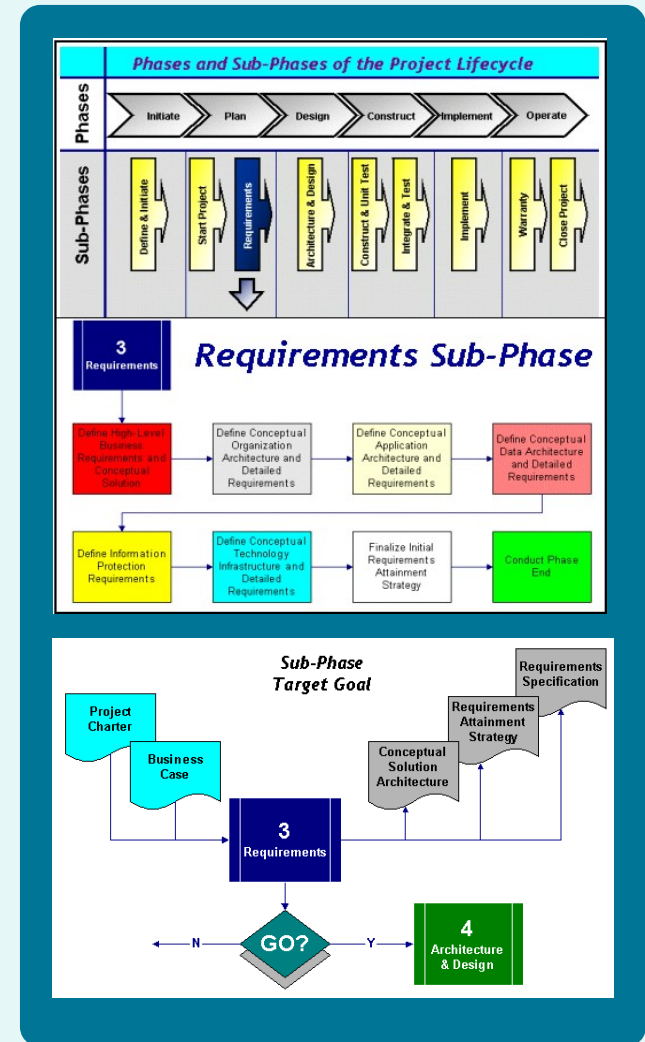 Phases and Sub-Phases of the Project Lifecycle
Phases
Initiate
Plan
Design
Construct
Implement
Operate
Sub-Phases
Define & Initiate
Start Project
Requirements
Architecture & Design
Construct & Unit Test
Integrate & Test
Implement
Warranty
Close Project
3
Requirements
Requirements Sub-Phase
Define High-Level
Business
Requirements and
Conceptual
Solution
Define Conceptual
Organization
Architecture and
Detailed
Requirements
Define Conceptual
Application
Architecture and
Detailed
Requirements
Define Conceptual
Data Architecture
and Detailed
Requirements
Define Information
Protection
Requirements
Define Conceptual
Technology
Infrastructure and
Detailed
Requirements
Finalize Initial
Requirements
Attainment
Strategy
Conduct Phase
End
Sub-Phase
Target Goal
Project
Charter
Business
Case
Conceptual
Solution
Architecture
Requirements
Attainment
Strategy
Requirements
Specification
3
Requirements
GO?
N
Y
4
Architecture
& Design